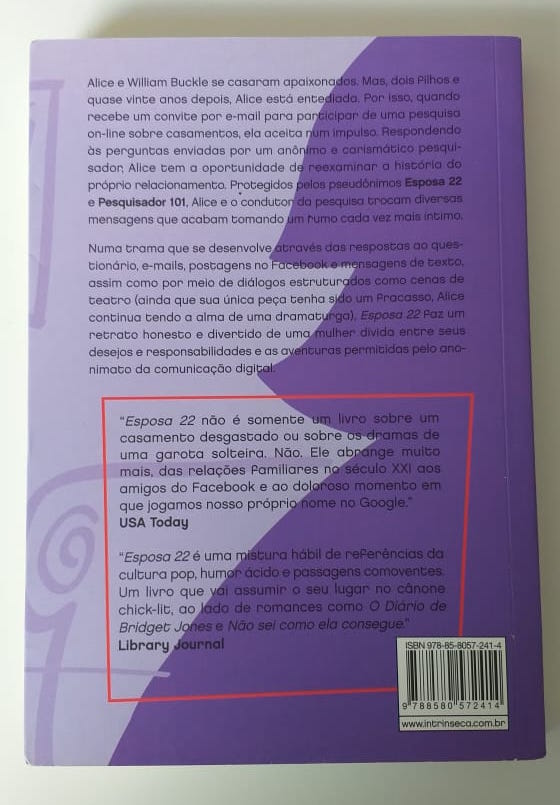 Alice e William Buckle se casaram apaixonados. Mas, dois filhos e
quase vinte anos depois, Alice está entediada. Por isso, quando
recebe um convite por e-mail para participar de uma pesquisa
on-line sobre casamentos, ela aceita num impulso. Respondendo
às perguntas enviadas por um anônimo e carismático pesqui-
sador, Alice tem a oportunidade de reexaminar a história do
próprio relacionamento. Protegidos pelos pseudônimos Esposa 22
e Pesquisador 101, Alice e o condutor da pesquisa trocam diversas
mensagens que acabam tomando um rumo cada vez mais íntimo.
Numa trama que se desenvolve através das respostas ao ques-
tionário, e-mails, postagens no Facebook e mensagens de texto,
assim como por meio de diálogos estruturados como cenas de
teatro (ainda que sua única peça tenha sido um fracasso, Alice
continua tendo a alma de uma dramaturga), Esposa 22 faz um
retrato honesto e divertido de uma mulher divida entre seus
desejos e responsabilidades e as aventuras permitidas pelo ano-
nimato da comunicação digital.
"Esposa 22 não é somente um livro sobre um
casamento desgastado ou sobre os dramas de
uma garota solteira. Não. Ele abrange muito
mais, das relações familiares no século XXI aos
amigos do Facebook e ao doloroso momento em
que jogamos nosso próprio nome no Google."
USA Today
"Esposa 22 é uma mistura hábil de referências da
cultura pop, humor ácido e passagens comoventes.
Um livro que vai assumir o seu lugar no cânone
chick-lit, ao lado de romances como O Diário de
Bridget Jones e Não sei como ela consegue."
Library Journal
ISBN 978-85-8057-241-4
9 788580 572414
www.intrinseca.com.br